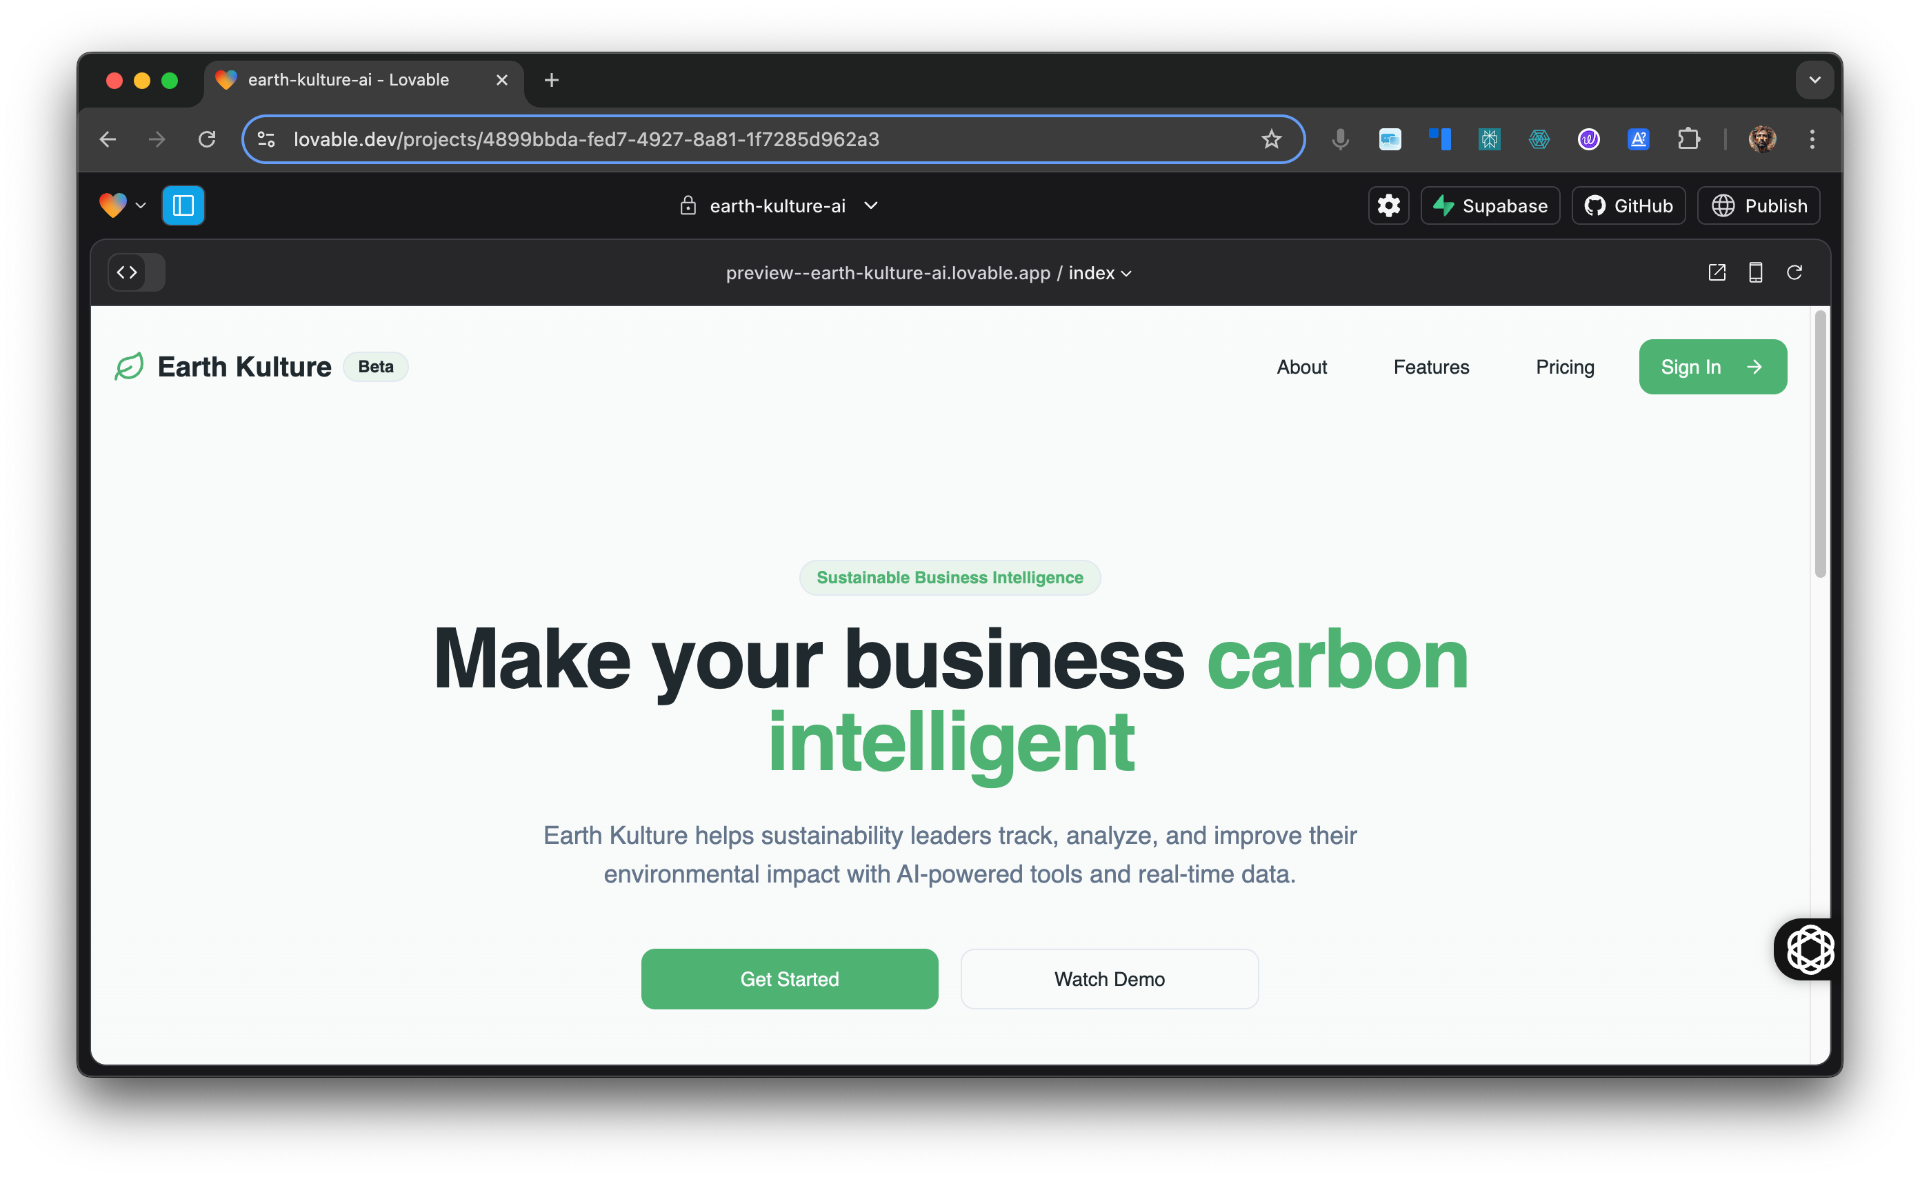 earth-kulture-ai - Lovable
lovable.dev/projects/4899bbda-fed7-4927-8a81-1f7285d962a3
earth-kulture-ai
Supabase
GitHub
Publish
preview--earth-kulture-ai.lovable.app / index
Earth Kulture
Beta
About
Features
Pricing
Sign In
Sustainable Business Intelligence
Make your business carbon
intelligent
Earth Kulture helps sustainability leaders track, analyze, and improve their
environmental impact with AI-powered tools and real-time data.
Get Started
Watch Demo